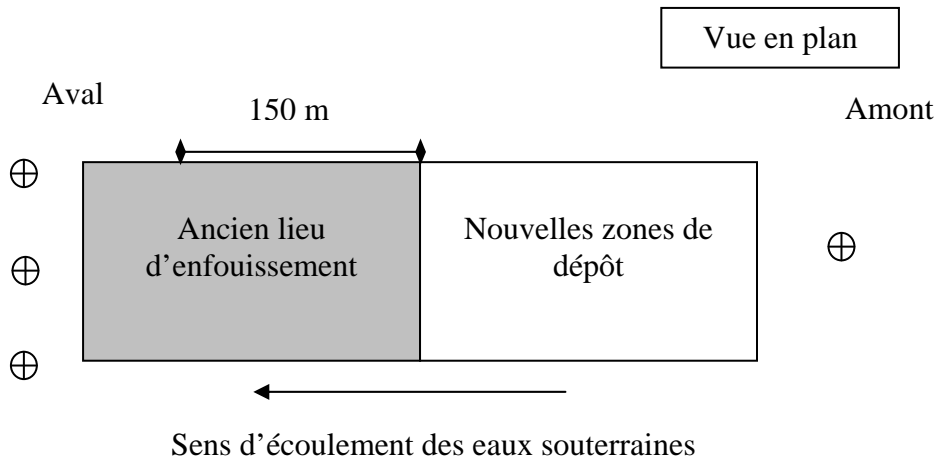 Vue en plan
Aval
150 m
Amont
Ancien lieu
d’enfouissement
Nouvelles zones de
dépôt
Sens d’écoulement des eaux souterraines